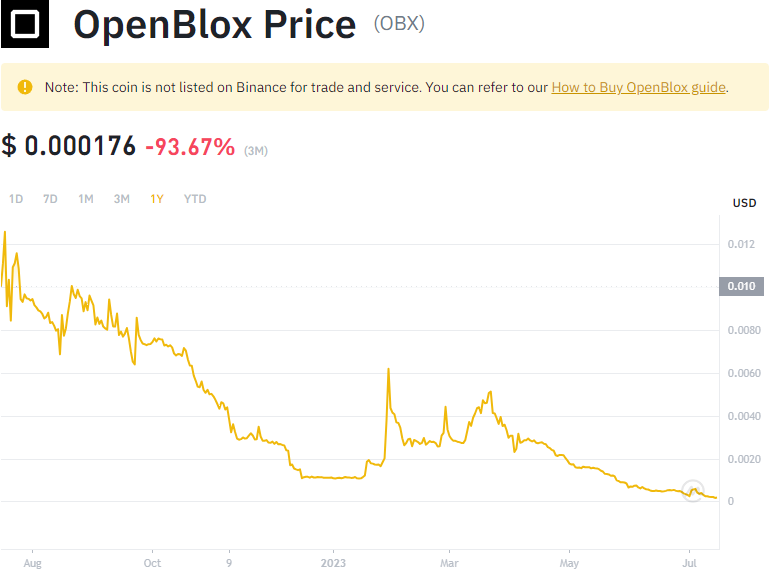 OpenBlox Price (OBX)
Note: This coin is not listed on Binance for trade and service. You can refer to our How to Buy OpenBlox guide.
$ 0.000176 -93.67% (3M)
1D 7D 1M 3M 1Y YTD
USD
0.012
0.010
0.0080
0.0060
0.0040
0.0020
0
Aug Oct 9 2023 Mar May Jul